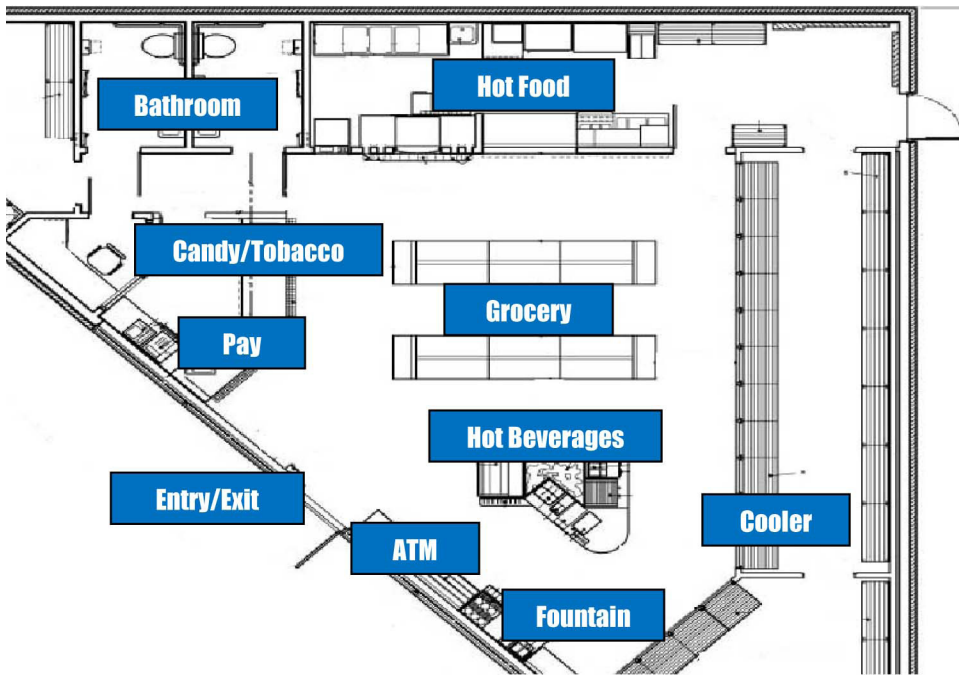 Hot Food
Bathroom
Candy/Tobacco
Grocery
Pay
Hot Beverages
Entry/Exit
Cooler
ATM
Fountain